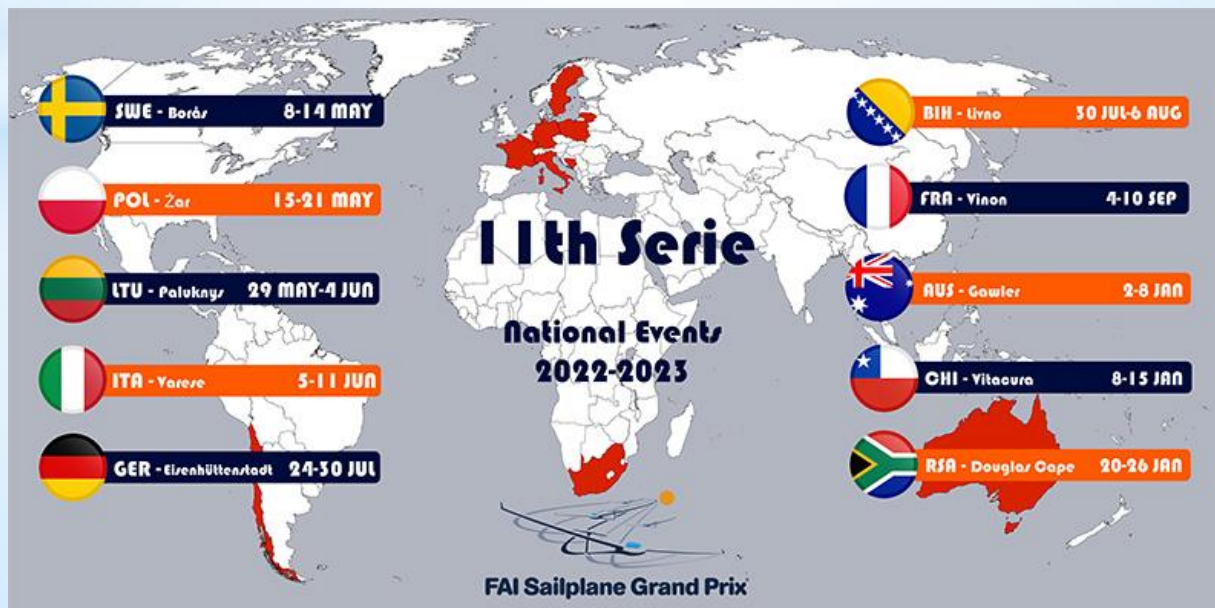 SWE - Borås 8-14 MAY
POL - Żar 15-21 MAY
LTU - Paluknys 29 MAY-4 JUN
ITA - Varese 5-11 JUN
GER - Eisenhüttenstadt 24-30 JUL
11th Serie
National Events
2022-2023
BIH - Livno 30 JUL-6 AUG
FRA - Vinon 4-10 SEP
AUS - Gawler 2-8 JAN
CHI - Vitacura 8-15 JAN
RSA - Douglas Cape 20-26 JAN
FAI Sailplane Grand Prix